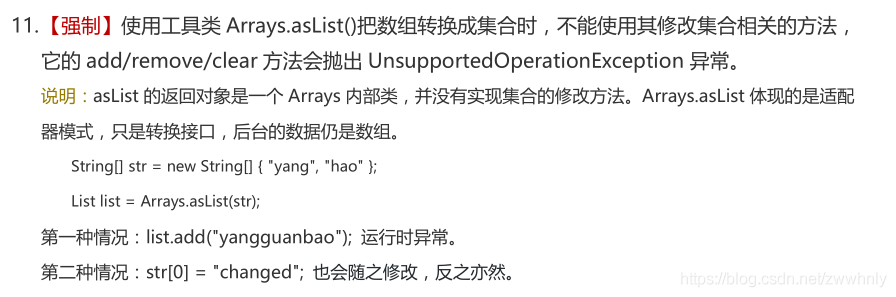 11.【强制】使用工具类 Arrays.asList()把数组转换成集合时，不能使用其修改集合相关的方法，
它的 add/remove/clear 方法会抛出 UnsupportedOperationException 异常。
说明：asList 的返回对象是一个 Arrays 内部类，并没有实现集合的修改方法。Arrays.asList 体现的是适配
器模式，只是转换接口，后台的数据仍是数组。
String[] str = new String[] { "yang", "hao" };
List list = Arrays.asList(str);
第一种情况：list.add("yangguanbao"); 运行时异常。
第二种情况：str[0] = "changed"; 也会随之修改，反之亦然。
https://blog.csdn.net/zwwhnly